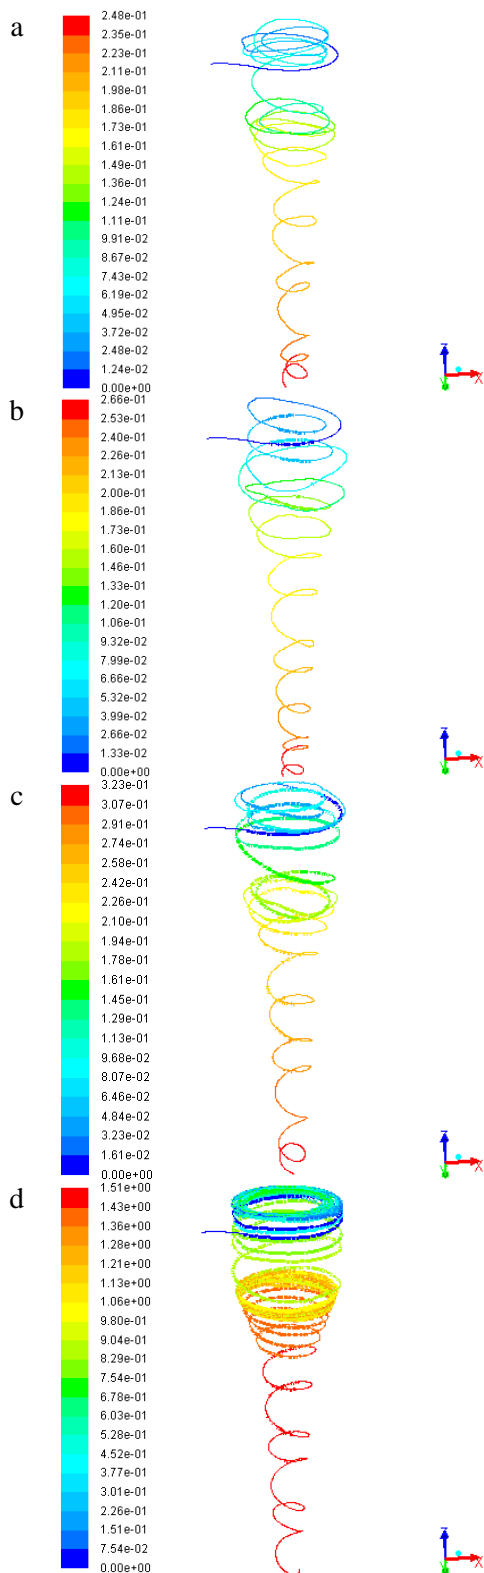 a
2.48e-01
2.35e-01
2.23e-01
2.11e-01
1.98e-01
1.86e-01
1.73e-01
1.61e-01
1.49e-01
1.36e-01
1.24e-01
1.11e-01
9.91e-02
8.67e-02
7.43e-02
6.19e-02
4.95e-02
3.72e-02
2.48e-02
1.24e-02
0.00e+00
Z
X
Y
b
2.66e-01
2.53e-01
2.40e-01
2.26e-01
2.13e-01
2.00e-01
1.86e-01
1.73e-01
1.60e-01
1.46e-01
1.33e-01
1.20e-01
1.06e-01
9.32e-02
7.99e-02
6.66e-02
5.32e-02
3.99e-02
2.66e-02
1.33e-02
0.00e+00
Z
X
Y
c
3.23e-01
3.07e-01
2.91e-01
2.74e-01
2.58e-01
2.42e-01
2.26e-01
2.10e-01
1.94e-01
1.78e-01
1.61e-01
1.45e-01
1.29e-01
1.13e-01
9.68e-02
8.07e-02
6.46e-02
4.84e-02
3.23e-02
1.61e-02
0.00e+00
Z
X
Y
d
1.51e+00
1.43e+00
1.36e+00
1.28e+00
1.21e+00
1.13e+00
1.06e+00
9.80e-01
9.04e-01
8.29e-01
7.54e-01
6.78e-01
6.03e-01
5.28e-01
4.52e-01
3.77e-01
3.01e-01
2.26e-01
1.51e-01
7.54e-02
0.00e+00
Z
X
Y